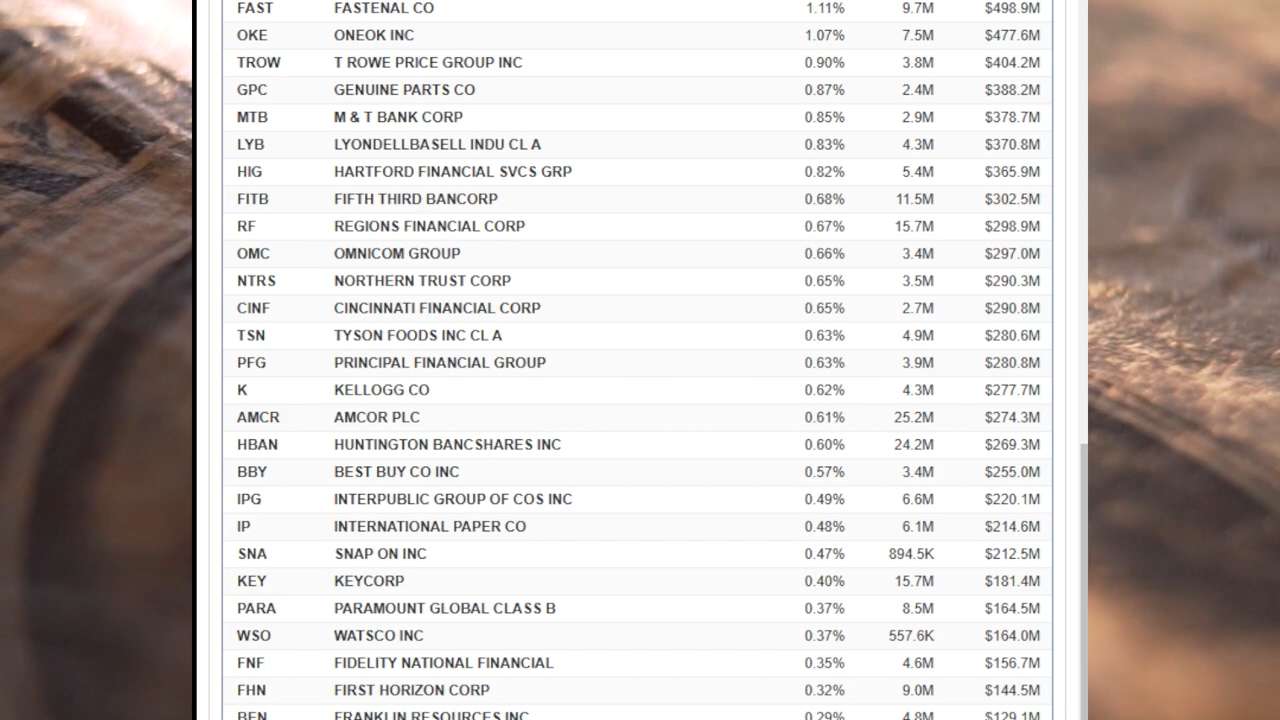 FAST FASTENAL CO 1.11% 9.7M $498.9M
OKE ONEOK INC 1.07% 7.5M $477.6M
TROW T ROWE PRICE GROUP INC 0.90% 3.8M $404.2M
GPC GENUINE PARTS CO 0.87% 2.4M $388.2M
MTB M & T BANK CORP 0.85% 2.9M $378.7M
LYB LYONDELLBASELL INDU CL A 0.83% 4.3M $370.8M
HIG HARTFORD FINANCIAL SVCS GRP 0.82% 5.4M $365.9M
FITB FIFTH THIRD BANCORP 0.68% 11.5M $302.5M
RF REGIONS FINANCIAL CORP 0.67% 15.7M $298.9M
OMC OMNICOM GROUP 0.66% 3.4M $297.0M
NTRS NORTHERN TRUST CORP 0.65% 3.5M $290.3M
CINF CINCINNATI FINANCIAL CORP 0.65% 2.7M $290.8M
TSN TYSON FOODS INC CL A 0.63% 4.9M $280.6M
PFG PRINCIPAL FINANCIAL GROUP 0.63% 3.9M $280.8M
K KELLOGG CO 0.62% 4.3M $277.7M
AMCR AMCOR PLC 0.61% 25.2M $274.3M
HBAN HUNTINGTON BANCSHARES INC 0.60% 24.2M $269.3M
BBY BEST BUY CO INC 0.57% 3.4M $255.0M
IPG INTERPUBLIC GROUP OF COS INC 0.49% 6.6M $220.1M
IP INTERNATIONAL PAPER CO 0.48% 6.1M $214.6M
SNA SNAP ON INC 0.47% 894.5K $212.5M
KEY KEYCORP 0.40% 15.7M $181.4M
PARA PARAMOUNT GLOBAL CLASS B 0.37% 8.5M $164.5M
WSO WATSCO INC 0.37% 557.6K $164.0M
FNF FIDELITY NATIONAL FINANCIAL 0.35% 4.6M $156.7M
FHN FIRST HORIZON CORP 0.32% 9.0M $144.5M
BEN FRANKLIN RESOURCES INC 0.29% 4.8M $129.1M